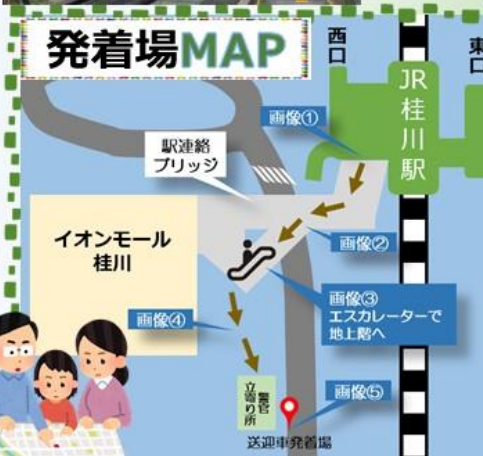 発着場MAP
西口
東口
JR桂川駅
画像①
駅連絡
ブリッジ
画像②
イオンモール
桂川
画像③
エスカレーターで
地上階へ
画像④
画像⑤
警官
立寄り所
送迎車発着場